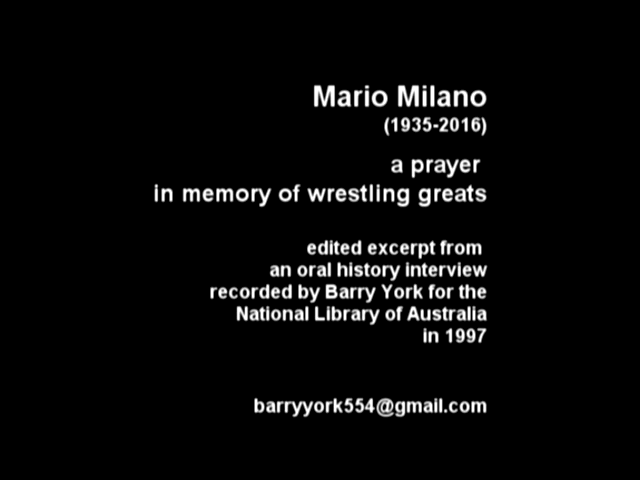 Mario Milano
(1935-2016)
a prayer
in memory of wrestling greats
edited excerpt from
an oral history interview
recorded by Barry York for the
National Library of Australia
in 1997
barryyork554@gmail.com